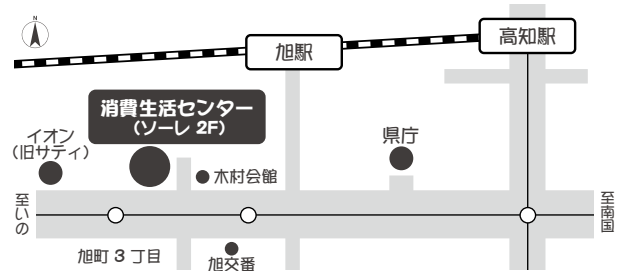 N
旭駅
高知駅
消費生活センター
（ソーレ 2F）
イオン
（旧サティ）
木村会館
県庁
至いの
至南国
旭町 3 丁目
旭交番